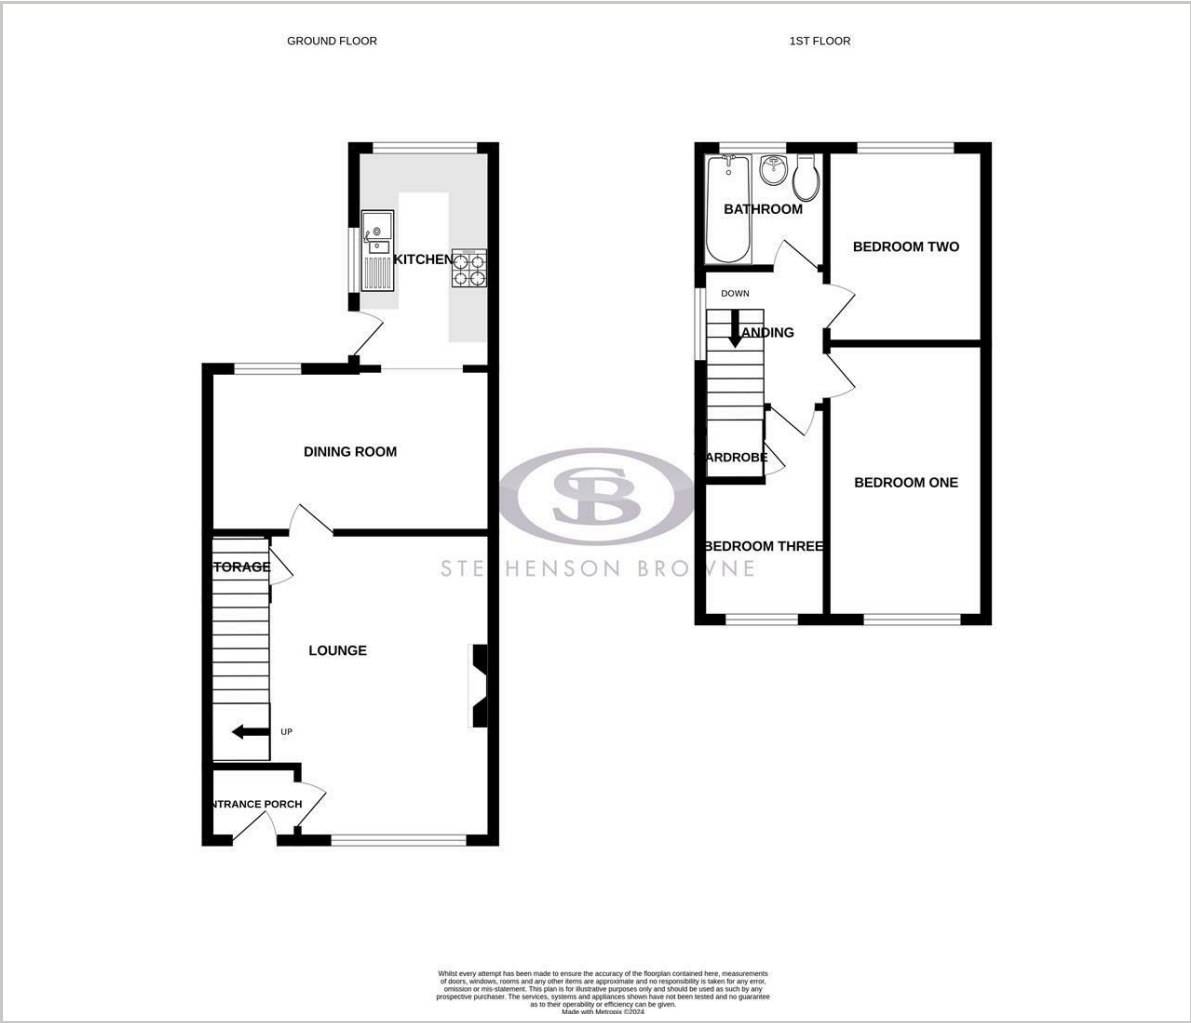 GROUND FLOOR
1ST FLOOR
KITCHEN
DINING ROOM
TORAGE
LOUNGE
UP
NTRANCE PORCH
BATHROOM
BEDROOM TWO
DOWN
ANDING
ARDROBE
BEDROOM ONE
BEDROOM THREE
SB
STEPHENSON BROWNE
Whilst every attempt has been made to ensure the accuracy of the floorplan contained here, measurements
of doors, windows, rooms and any other items are approximate and no responsibility is taken for any error,
omission or mis-statement. This plan is for illustrative purposes only and should be used as such by any
prospective purchaser. The services, systems and appliances shown have not been tested and no guarantee
as to their operability or efficiency can be given.
Made with Metropix ©2024